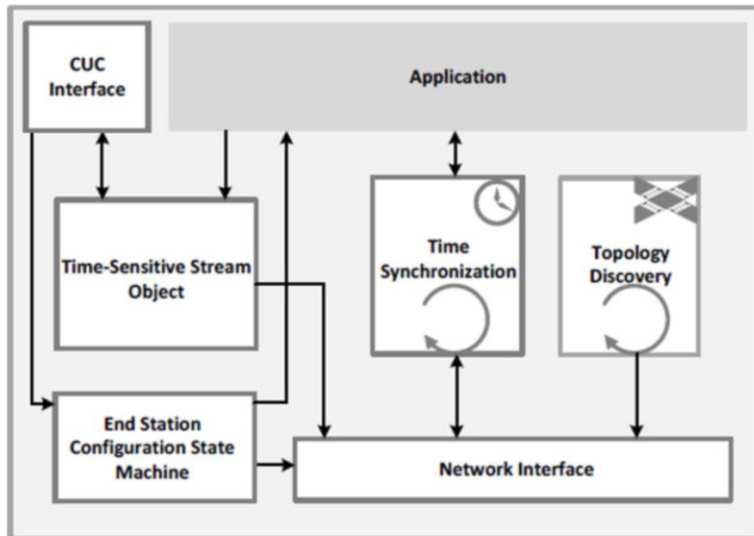 CUC
Interface
Application
Time-Sensitive Stream
Object
Time
Synchronization
Topology
Discovery
End Station
Configuration State
Machine
Network Interface